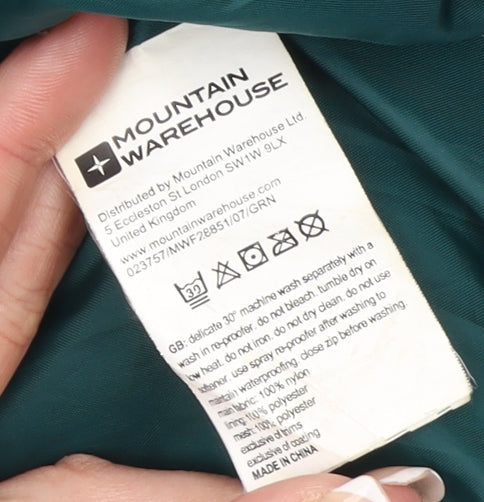 MOUNTAIN
WAREHOUSE
Distributed by Mountain Warehouse Ltd.
5 Eccleston St London SW1W 9LX
United Kingdom
www.mountainwarehouse.com
023757/MWF28851/07/GRN
30
GB: delicate 30° machine wash separately with a
wash in re-proofer. do not bleach. tumble dry on
low heat. do not iron. do not dry clean. do not use
softener. use spray re-proofer after washing to
maintain waterproofing. close zip before washing.
main fabric: 100% nylon
lining: 100% polyester
mesh: 100% polyester
exclusive of trims
exclusive of coating
MADE IN CHINA